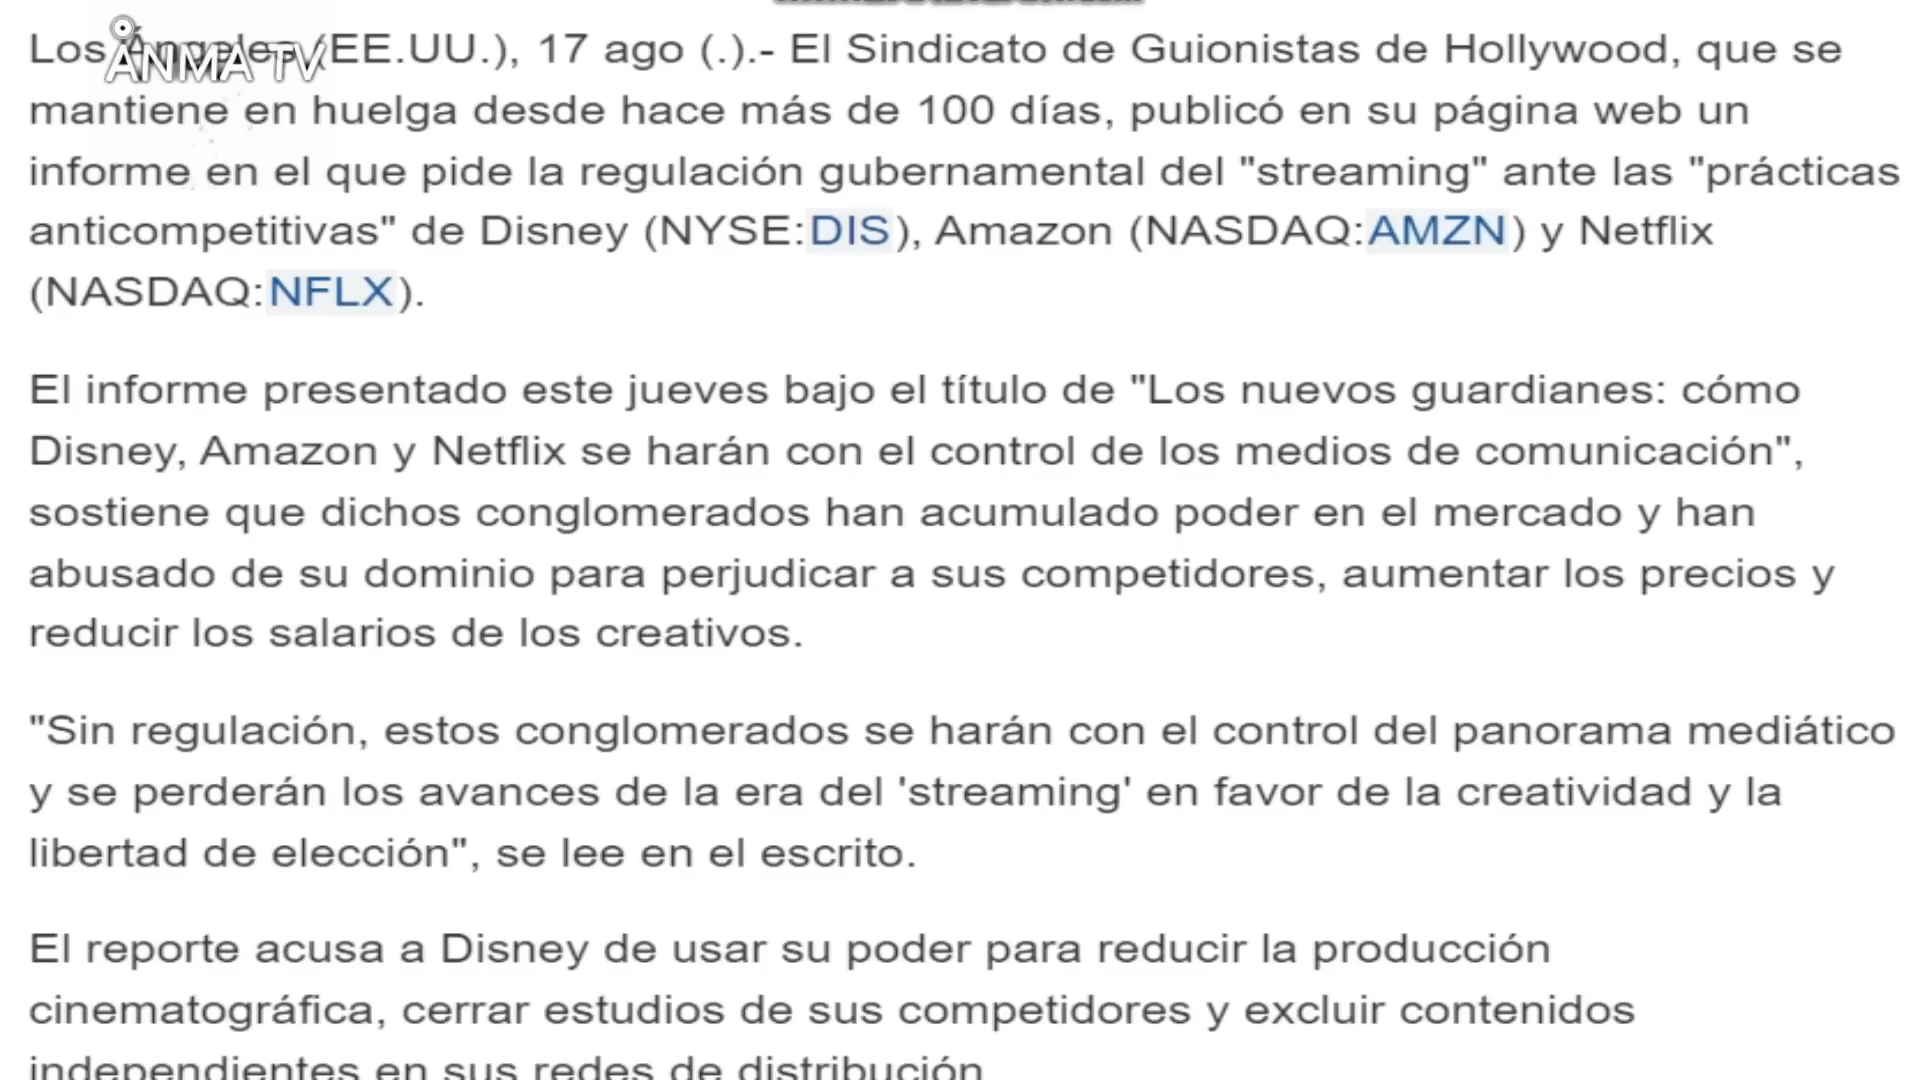 Los Ángeles (EE.UU.), 17 ago (.).- El Sindicato de Guionistas de Hollywood, que se
ANMA TV
mantiene en huelga desde hace más de 100 días, publicó en su página web un
informe en el que pide la regulación gubernamental del "streaming" ante las "prácticas
anticompetitivas" de Disney (NYSE:DIS), Amazon (NASDAQ:AMZN) y Netflix
(NASDAQ:NFLX).
El informe presentado este jueves bajo el título de "Los nuevos guardianes: cómo
Disney, Amazon y Netflix se harán con el control de los medios de comunicación",
sostiene que dichos conglomerados han acumulado poder en el mercado y han
abusado de su dominio para perjudicar a sus competidores, aumentar los precios y
reducir los salarios de los creativos.
"Sin regulación, estos conglomerados se harán con el control del panorama mediático
y se perderán los avances de la era del 'streaming' en favor de la creatividad y la
libertad de elección", se lee en el escrito.
El reporte acusa a Disney de usar su poder para reducir la producción
cinematográfica, cerrar estudios de sus competidores y excluir contenidos
independientes en sus redes de distribución